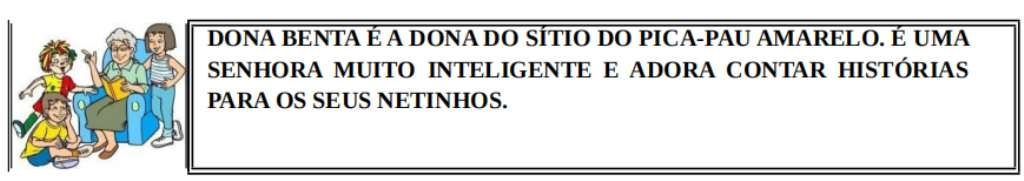 DONA BENTA É A DONA DO SÍTIO DO PICA-PAU AMARELO. É UMA
SENHORA MUITO INTELIGENTE E ADORA CONTAR HISTÓRIAS
PARA OS SEUS NETINHOS.